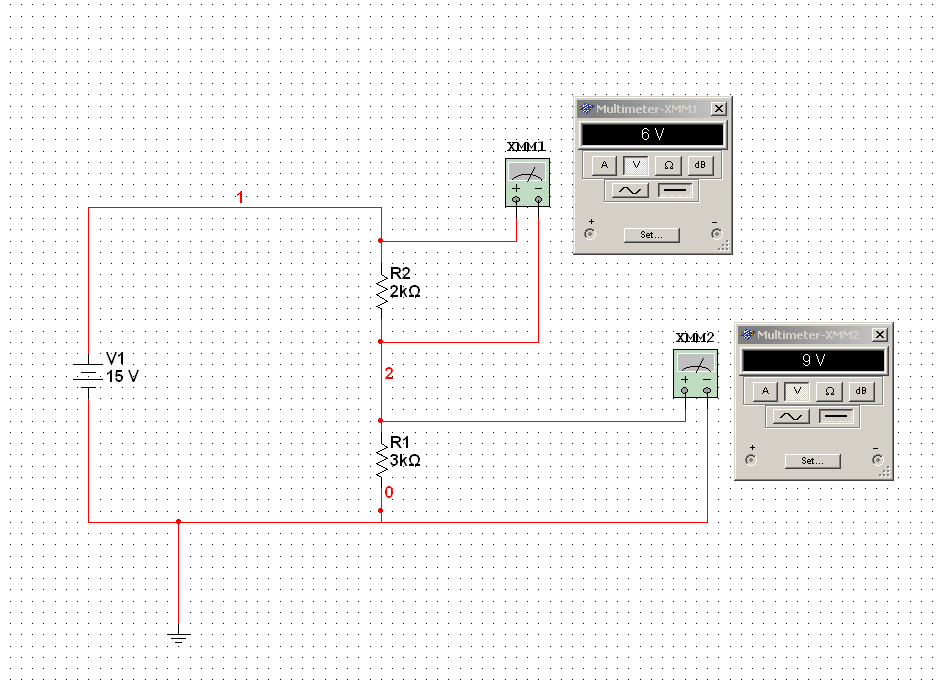 Multimeter-XMM1
6 V
XMM1
+ −
A V Ω dB
+ −
Set...
1
R2
2kΩ
Multimeter-XMM2
XMM2
9 V
+ −
A V Ω dB
V1
15 V
2
R1
3kΩ
+ −
Set...
0